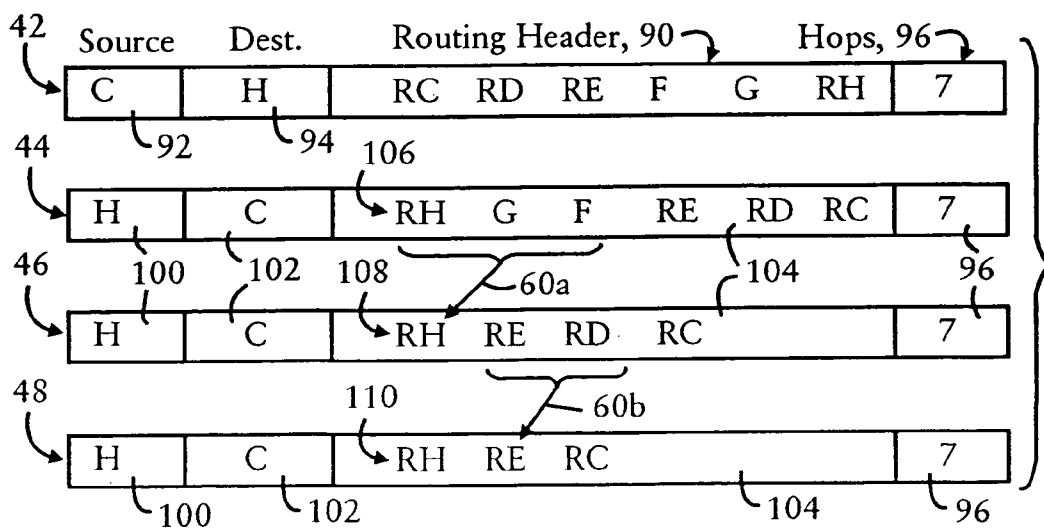 42 Source Dest. Routing Header, 90 Hops, 96
C H RC RD RE F G RH 7
44 92 94 106
H C RH G F RE RD RC 7
46 100 102 108 60a 104 96
H C RH RE RD RC 7
48 110 60b
H C RH RE RC 7
100 102 104 96